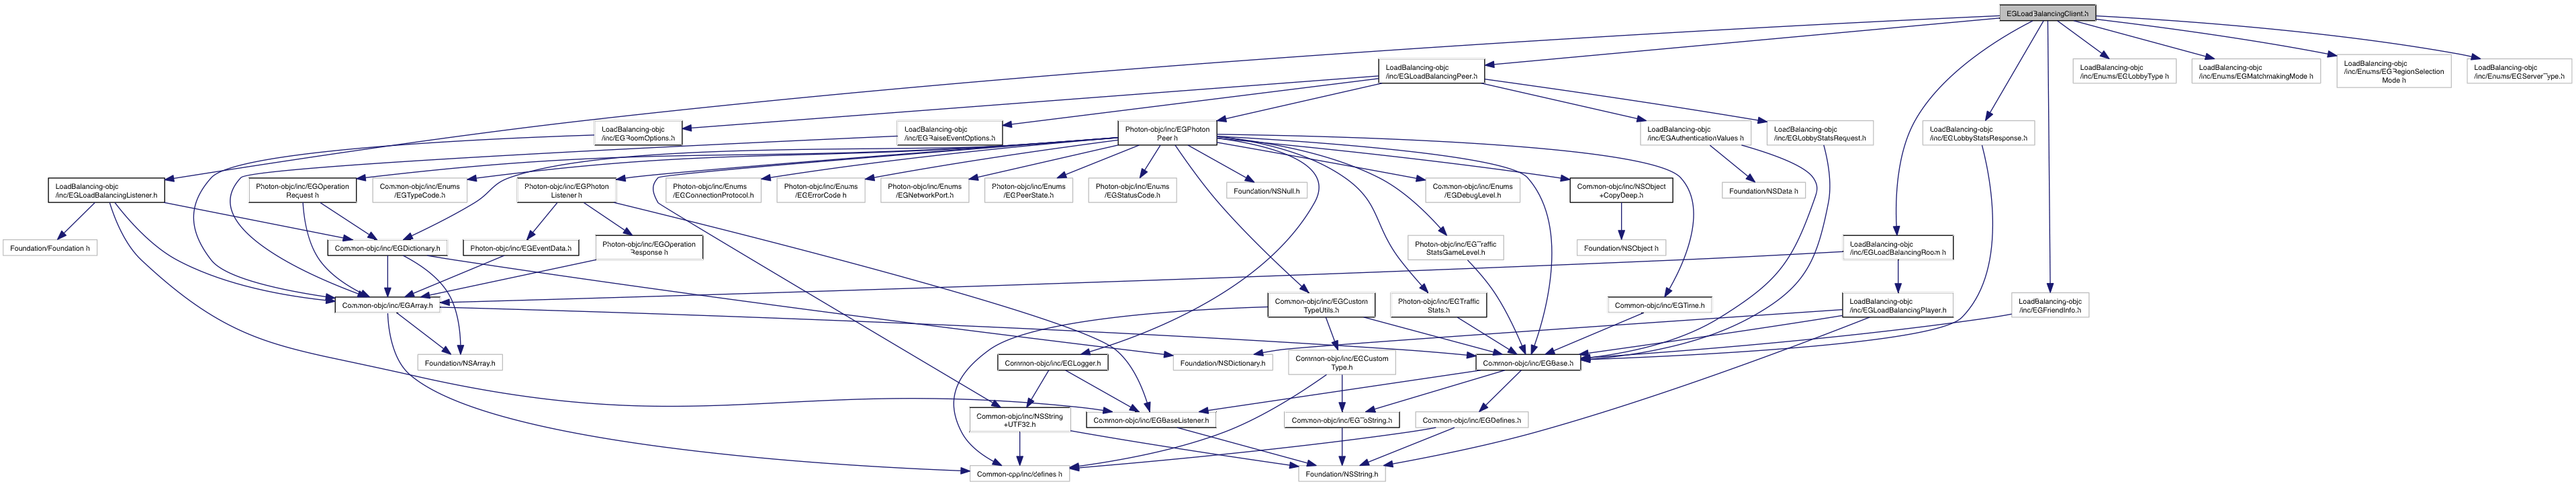 EGLoadBalancingClient.h
LoadBalancing-objc
/inc/EGLoadBalancingPeer.h
LoadBalancing-objc
/inc/Enums/EGLobbyType.h
LoadBalancing-objc
/inc/Enums/EGMatchmakingMode.h
LoadBalancing-objc
/inc/Enums/EGRegionSelection
Mode.h
LoadBalancing-objc
/inc/Enums/EGServerType.h
LoadBalancing-objc
/inc/EGRoomOptions.h
LoadBalancing-objc
/inc/EGRaiseEventOptions.h
Photon-objc/inc/EGPhoton
Peer.h
LoadBalancing-objc
/inc/EGAuthenticationValues.h
LoadBalancing-objc
/inc/EGLobbyStatsRequest.h
LoadBalancing-objc
/inc/EGLobbyStatsResponse.h
LoadBalancing-objc
/inc/EGLoadBalancingListener.h
Photon-objc/inc/EGOperation
Request.h
Common-objc/inc/Enums
/EGTypeCode.h
Photon-objc/inc/EGPhoton
Listener.h
Photon-objc/inc/Enums
/EGConnectionProtocol.h
Photon-objc/inc/Enums
/EGErrorCode.h
Photon-objc/inc/Enums
/EGNetworkPort.h
Photon-objc/inc/Enums
/EGPeerState.h
Photon-objc/inc/Enums
/EGStatusCode.h
Foundation/NSNull.h
Common-objc/inc/Enums
/EGDebugLevel.h
Common-objc/inc/NSObject
+CopyDeep.h
Foundation/NSData.h
Foundation/Foundation.h
Common-objc/inc/EGDictionary.h
Photon-objc/inc/EGEventData.h
Photon-objc/inc/EGOperation
Response.h
Photon-objc/inc/EGTraffic
StatsGameLevel.h
Foundation/NSObject.h
LoadBalancing-objc
/inc/EGLoadBalancingRoom.h
Common-objc/inc/EGArray.h
Common-objc/inc/EGCustom
TypeUtils.h
Photon-objc/inc/EGTraffic
Stats.h
Common-objc/inc/EGTime.h
LoadBalancing-objc
/inc/EGLoadBalancingPlayer.h
LoadBalancing-objc
/inc/EGFriendInfo.h
Foundation/NSArray.h
Common-objc/inc/EGLogger.h
Foundation/NSDictionary.h
Common-objc/inc/EGCustom
Type.h
Common-objc/inc/EGBase.h
Common-objc/inc/NSString
+UTF32.h
Common-objc/inc/EGBaseListener.h
Common-objc/inc/EGToString.h
Common-objc/inc/EGDefines.h
Common-cpp/inc/defines.h
Foundation/NSString.h